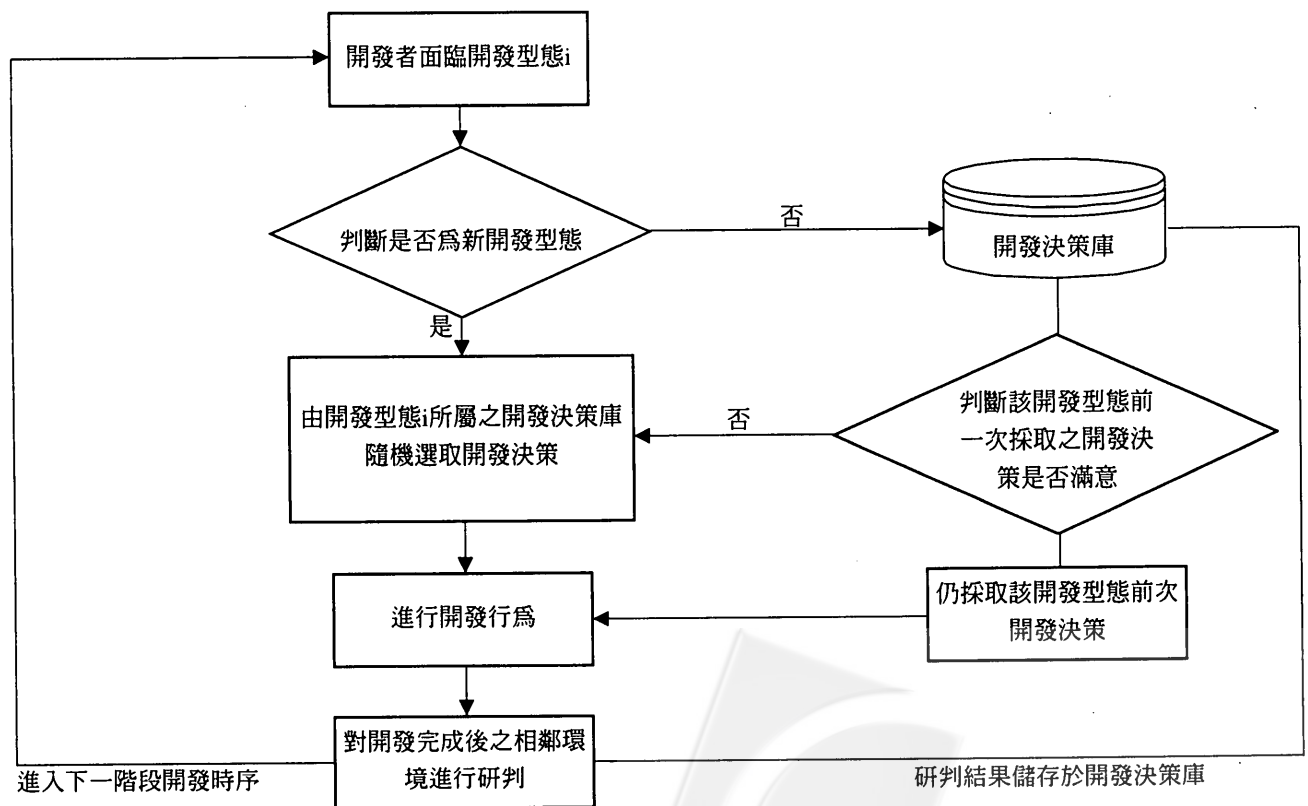 開發者面臨開發型態i
判斷是否為新開發型態
否
開發決策庫
是
由開發型態i所屬之開發決策庫
隨機選取開發決策
否
判斷該開發型態前
一次採取之開發決
策是否滿意
進行開發行為
仍採取該開發型態前次
開發決策
對開發完成後之相鄰環
境進行研判
進入下一階段開發時序
研判結果儲存於開發決策庫